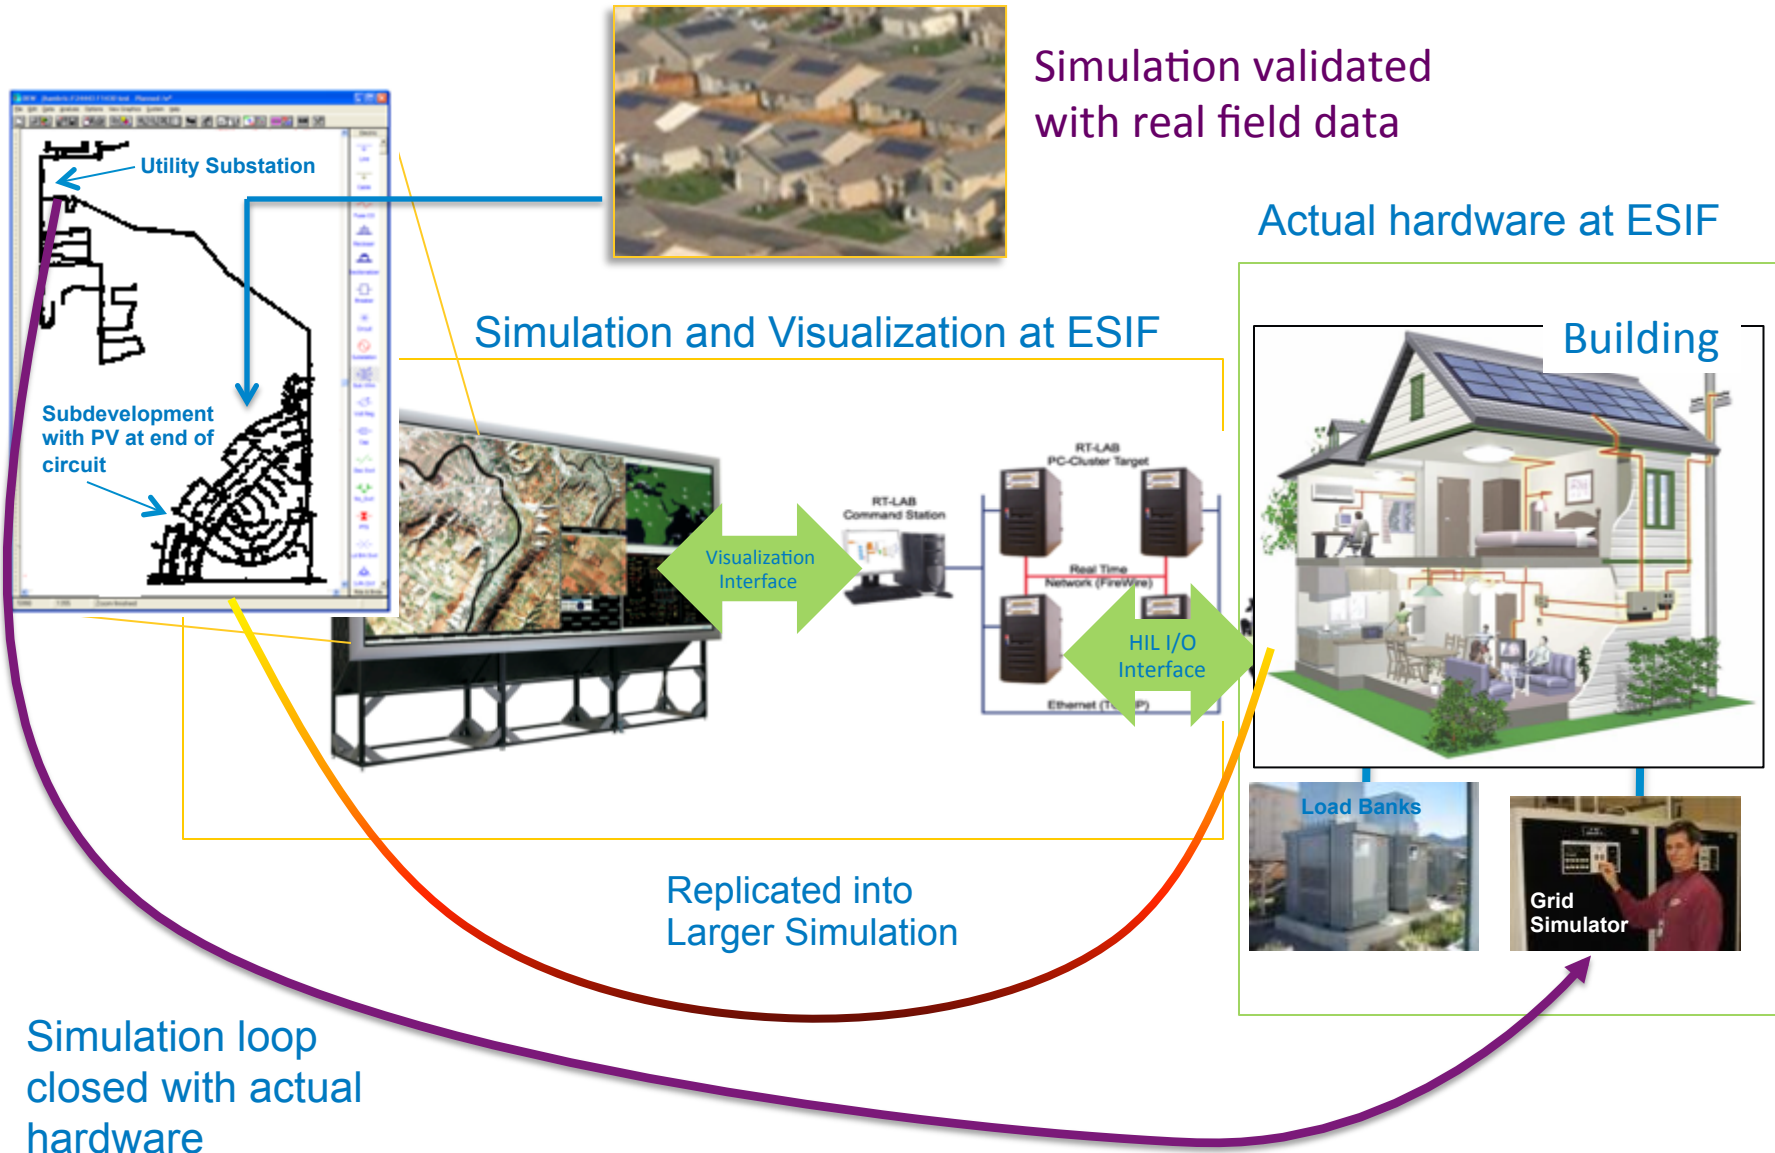 Simulation validated
with real field data
Utility Substation
Subdevelopment
with PV at end of
circuit
Simulation and Visualization at ESIF
Actual hardware at ESIF
Building
RT-LAB
PC-Cluster Target
RT-LAB
Command Station
Visualization
Interface
Real Time
Network (FireWire)
HIL I/O
Interface
Load Banks
Grid
Simulator
Replicated into
Larger Simulation
Simulation loop
closed with actual
hardware